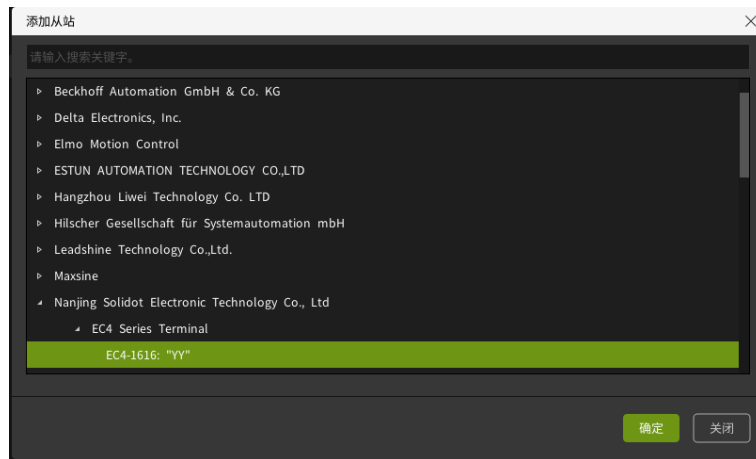 添加从站
请输入搜索关键字。
Beckhoff Automation GmbH & Co. KG
Delta Electronics, Inc.
Elmo Motion Control
ESTUN AUTOMATION TECHNOLOGY CO.,LTD
Hangzhou Liwei Technology Co. LTD
Hilscher Gesellschaft für Systemautomation mbH
Leadshine Technology Co.,Ltd.
Maxsine
Nanjing Solidot Electronic Technology Co., Ltd
EC4 Series Terminal
EC4-1616: "YY"
确定 关闭